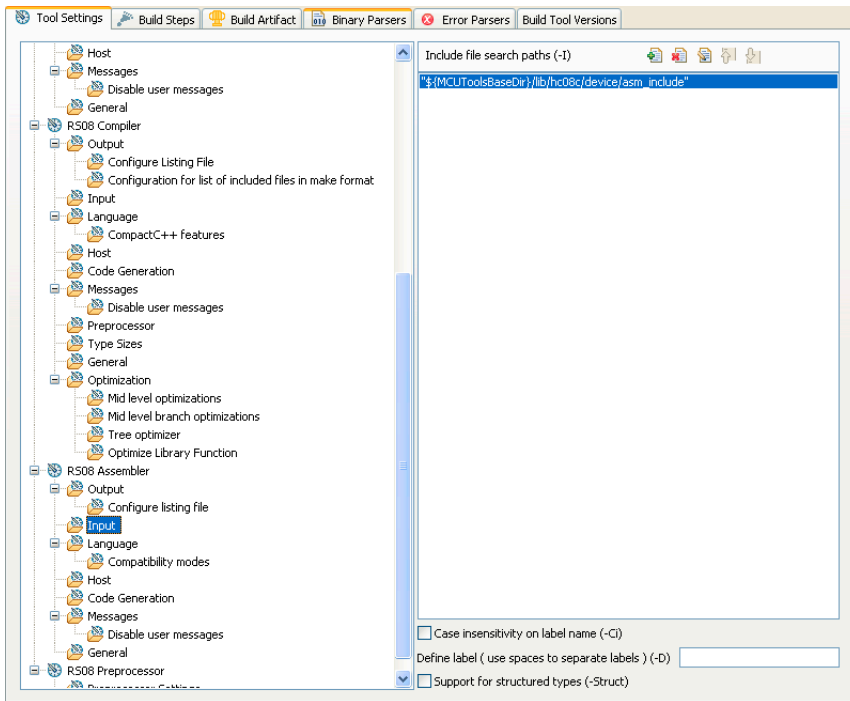 Tool Settings
Build Steps
Build Artifact
Binary Parsers
Error Parsers
Build Tool Versions
Host
Messages
Disable user messages
General
RS08 Compiler
Output
Configure Listing File
Configuration for list of included files in make format
Input
Language
CompactC++ features
Host
Code Generation
Messages
Disable user messages
Preprocessor
Type Sizes
General
Optimization
Mid level optimizations
Mid level branch optimizations
Tree optimizer
Optimize Library Function
RS08 Assembler
Output
Configure listing file
Input
Language
Compatibility modes
Host
Code Generation
Messages
Disable user messages
General
RS08 Preprocessor
Preprocessor Settings
Include file search paths (-I)
"${MCUToolsBaseDir}/lib/hc08c/device/asm_include"
Case insensitivity on label name (-Ci)
Define label ( use spaces to separate labels ) (-D)
Support for structured types (-Struct)